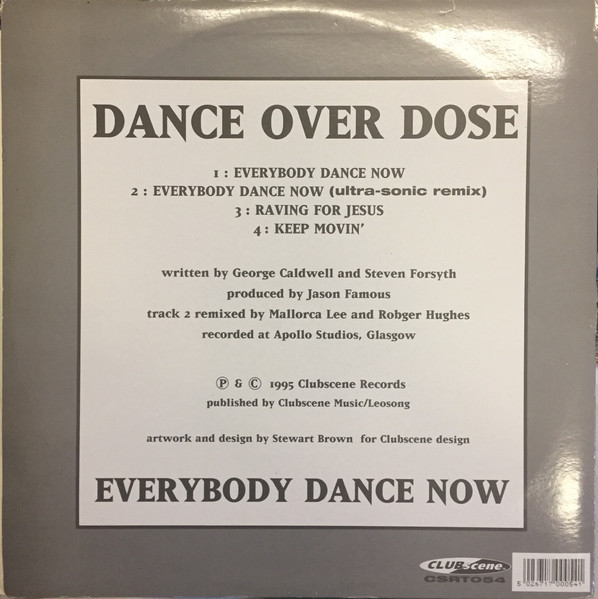 DANCE OVER DOSE
1 : EVERYBODY DANCE NOW
2 : EVERYBODY DANCE NOW (ultra-sonic remix)
3 : RAVING FOR JESUS
4 : KEEP MOVIN'
written by George Caldwell and Steven Forsyth
produced by Jason Famous
track 2 remixed by Mallorca Lee and Robger Hughes
recorded at Apollo Studios, Glasgow
Ⓟ & © 1995 Clubscene Records
published by Clubscene Music/Leosong
artwork and design by Stewart Brown for Clubscene design
EVERYBODY DANCE NOW
CLUBscene
CSRT054
5 024717 000541